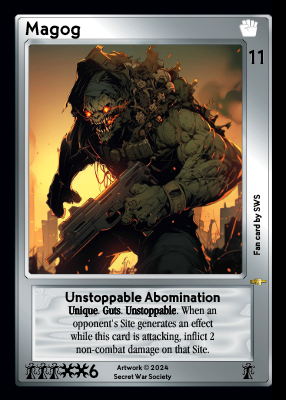 Magog
11
Fan card by SWS
Unstoppable Abomination
Unique. Guts. Unstoppable. When an
opponent's Site generates an effect
while this card is attacking, inflict 2
non-combat damage on that Site.
6
Artwork © 2024
Secret War Society